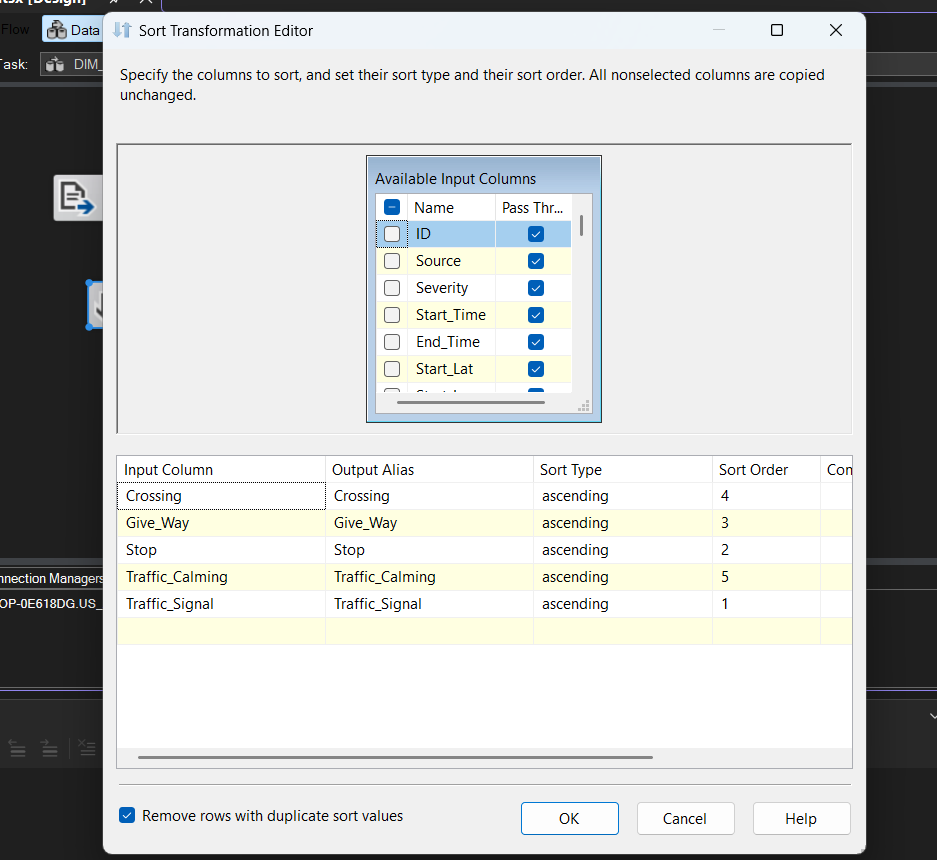 [Design]
Sort Transformation Editor
Flow
Data
Specify the columns to sort, and set their sort type and their sort order. All nonselected columns are copied
unchanged.
Task:
DIM_
Available Input Columns
Name Pass Thr...
ID
Source
Severity
Start_Time
End_Time
Start_Lat
Input Column Output Alias Sort Type Sort Order Con
Crossing Crossing ascending 4
Give_Way Give_Way ascending 3
Stop Stop ascending 2
Traffic_Calming Traffic_Calming ascending 5
Traffic_Signal Traffic_Signal ascending 1
nnection Managers
OP-0E618DG.US_
Remove rows with duplicate sort values
OK Cancel Help